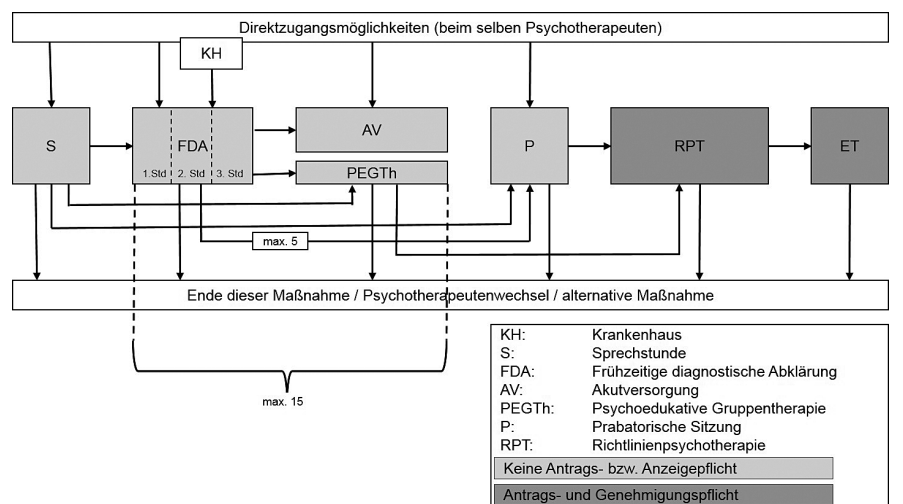 Direktzugangsmöglichkeiten (beim selben Psychotherapeuten)
KH
S
FDA
1.Std
2. Std
3. Std
AV
PEGTh
P
RPT
ET
max. 5
Ende dieser Maßnahme / Psychotherapeutenwechsel / alternative Maßnahme
max. 15
KH: Krankenhaus
S: Sprechstunde
FDA: Frühzeitige diagnostische Abklärung
AV: Akutversorgung
PEGTh: Psychoedukative Gruppentherapie
P: Prabatorische Sitzung
RPT: Richtlinienpsychotherapie
Keine Antrags- bzw. Anzeigepflicht
Antrags- und Genehmigungspflicht